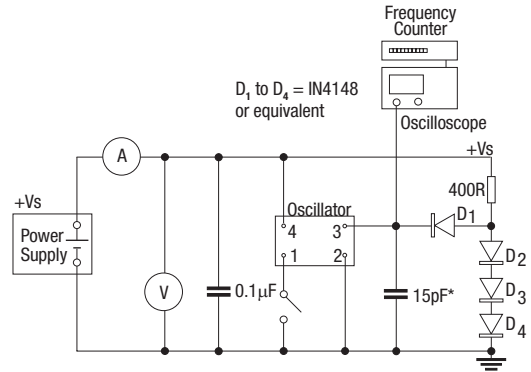 Frequency
Counter
D1 to D4 = IN4148
or equivalent
Oscilloscope
+Vs
A
400R
+Vs
Oscillator
D1
Power
Supply
4
3
1
2
D2
V
0.1µF
15pF*
D3
D4